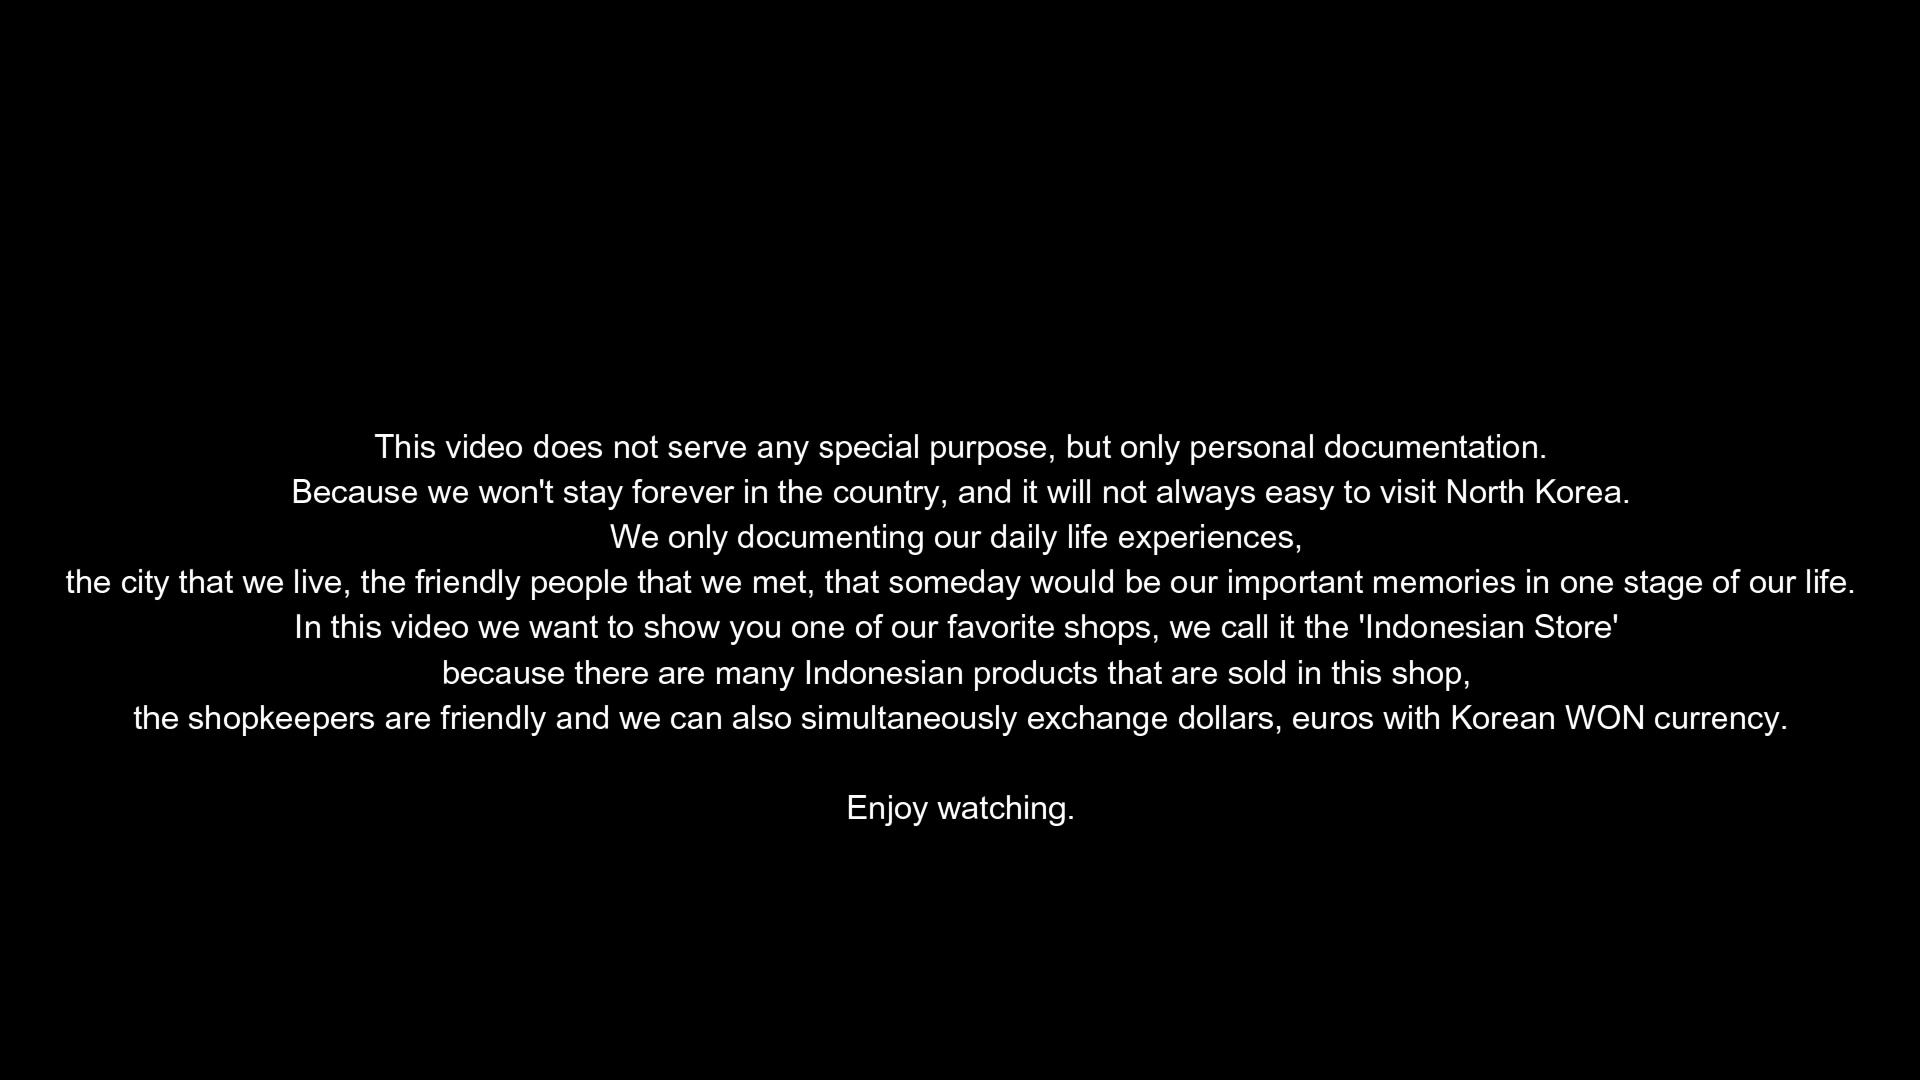 This video does not serve any special purpose, but only personal documentation.
Because we won't stay forever in the country, and it will not always easy to visit North Korea.
We only documenting our daily life experiences,
the city that we live, the friendly people that we met, that someday would be our important memories in one stage of our life.
In this video we want to show you one of our favorite shops, we call it the 'Indonesian Store'
because there are many Indonesian products that are sold in this shop,
the shopkeepers are friendly and we can also simultaneously exchange dollars, euros with Korean WON currency.
Enjoy watching.